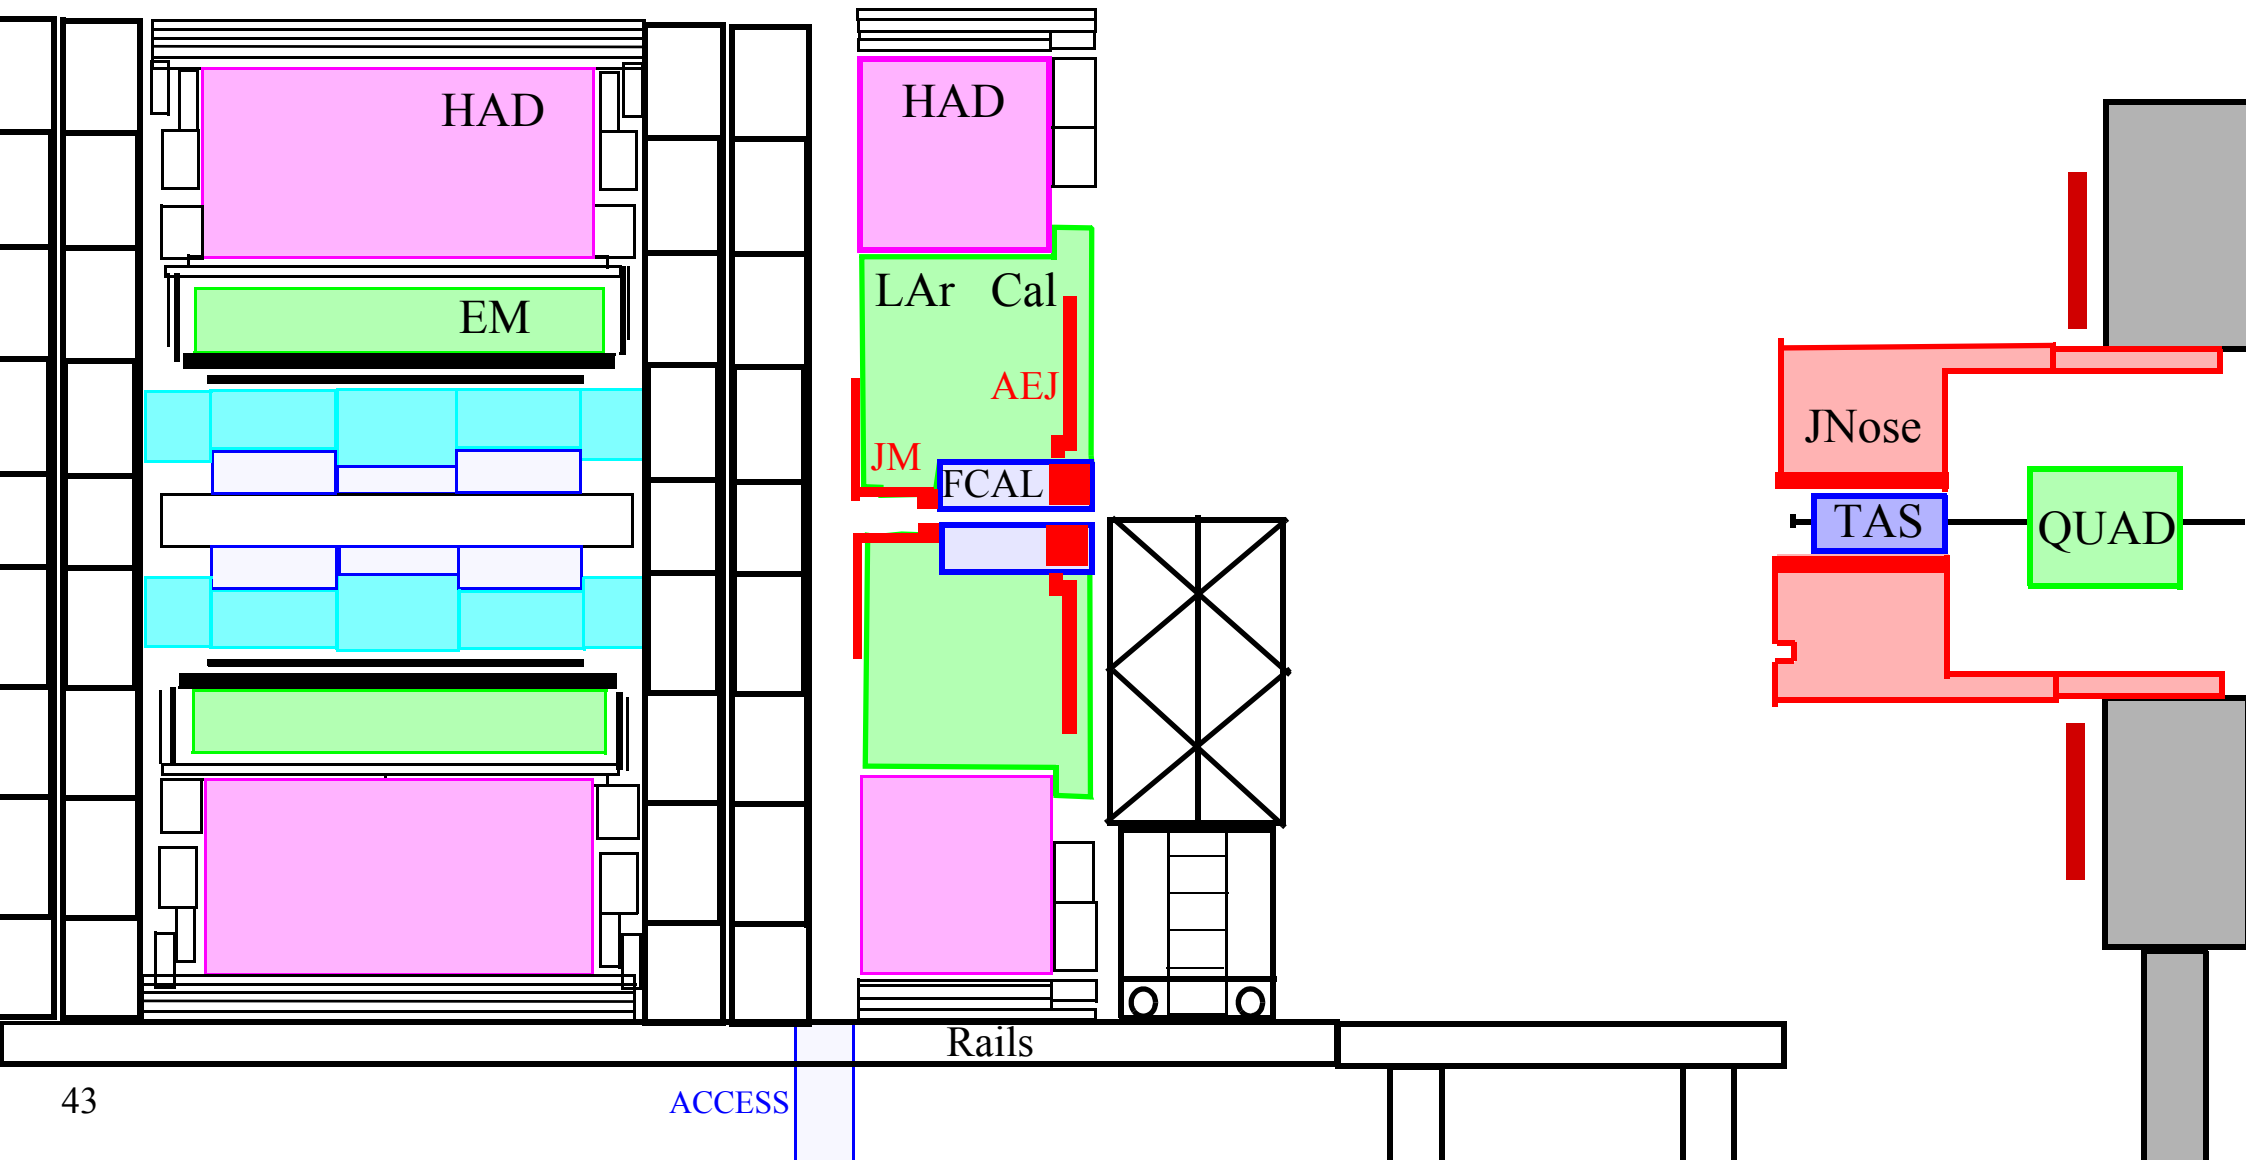 HAD
HAD
EM
LAr Cal
AEJ
JM
FCAL
JNose
TAS
QUAD
Rails
43
ACCESS